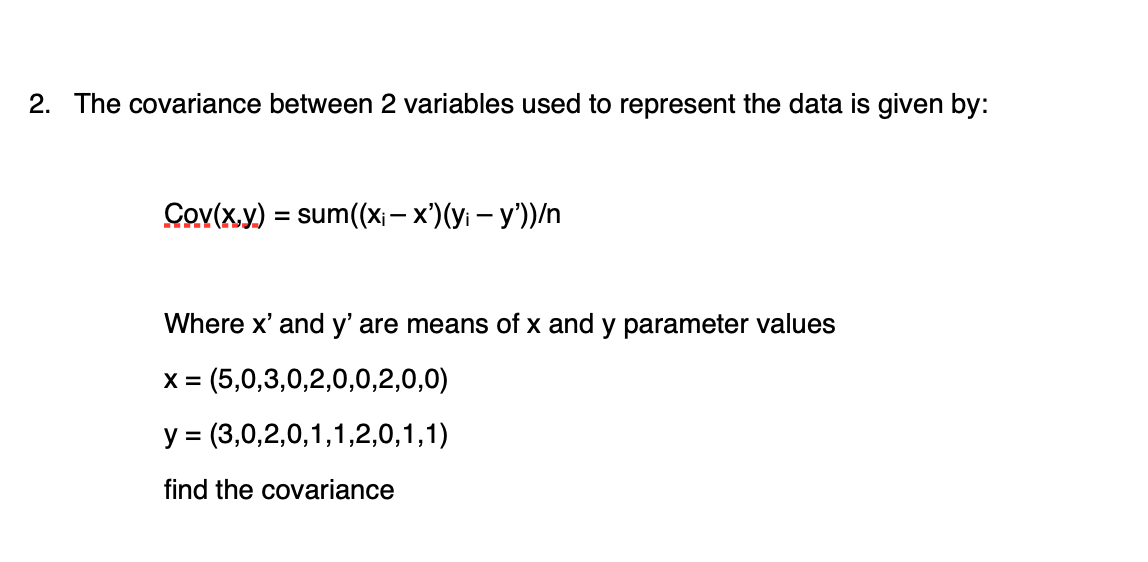 2. The covariance between 2 variables used to represent the data is given by:
Cov(x,y) = sum((xᵢ – x’)(yᵢ – y’))/n
Where x’ and y’ are means of x and y parameter values
x = (5,0,3,0,2,0,0,2,0,0)
y = (3,0,2,0,1,1,2,0,1,1)
find the covariance